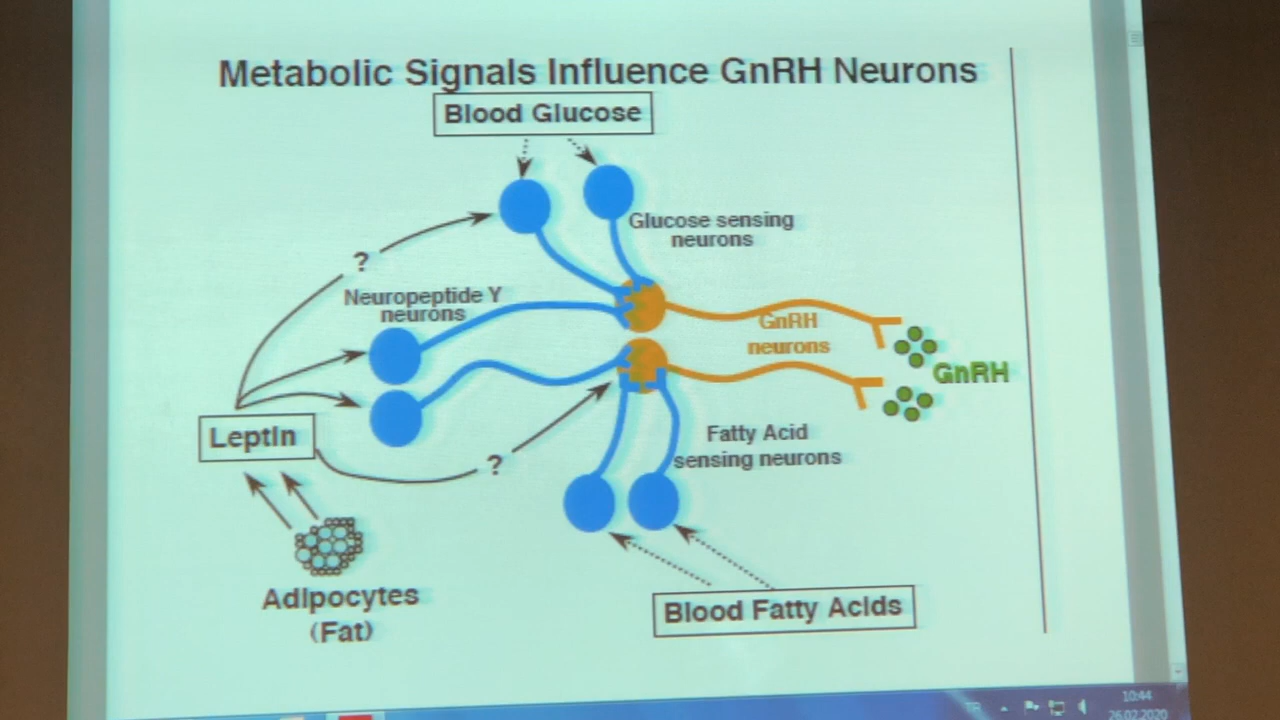 Metabolic Signals Influence GnRH Neurons
Blood Glucose
Glucose sensing
neurons
?
Neuropeptide Y
neurons
GnRH
neurons
GnRH
Leptin
Fatty Acid
sensing neurons
?
Adipocytes
(Fat)
Blood Fatty Acids
TR
10:44
26.02.2020